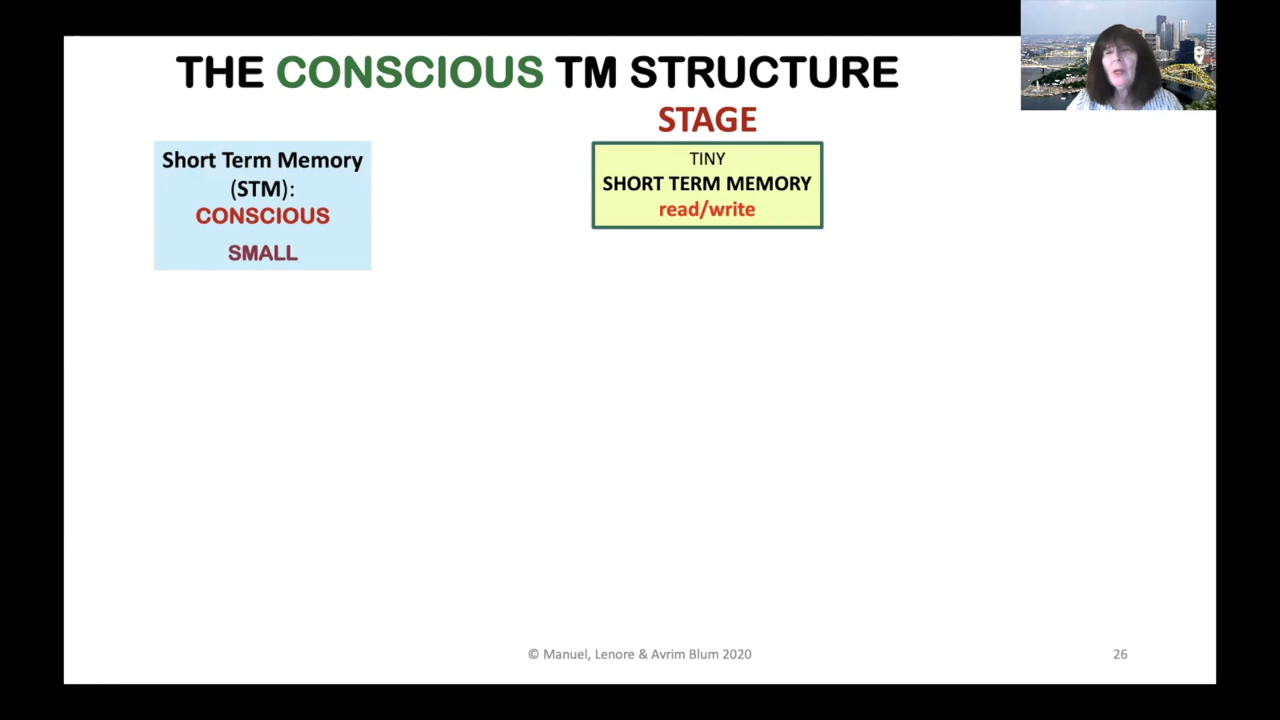 THE CONSCIOUS TM STRUCTURE
STAGE
Short Term Memory
(STM):
CONSCIOUS
SMALL
TINY
SHORT TERM MEMORY
read/write
© Manuel, Lenore & Avrim Blum 2020
26